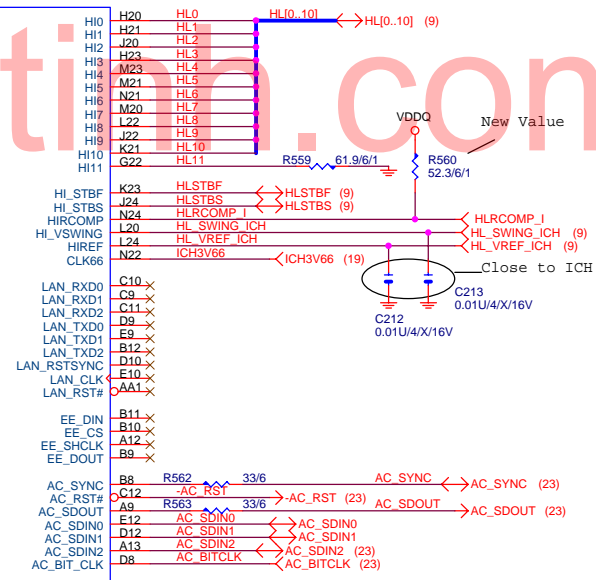 HI0 H20 HL0 HL[0..10] HL[0..10] (9)
HI1 H21 HL1
HI2 J20 HL2
HI3 H23 HL3
HI4 M23 HL4
HI5 M21 HL5
HI6 N21 HL6
HI7 M20 HL7
HI8 L22 HL8
HI9 J22 HL9
HI10 K21 HL10
HI11 G22 HL11 R559 61.9/6/1
tinh.com
VDDQ
New Value
R560
52.3/6/1
HI_STBF K23 HLSTBF HLSTBF (9)
HI_STBS J24 HLSTBS HLSTBS (9)
HIRCOMP N24 HLRCOMP_I HLRCOMP_I
HI_VSWING L20 HL_SWING_ICH HL_SWING_ICH (9)
HIREF L24 HL_VREF_ICH HL_VREF_ICH (9)
CLK66 N22 ICH3V66 ICH3V66 (19)
Close to ICH
C213
0.01U/4/X/16V
C212
0.01U/4/X/16V
LAN_RXD0 C10
LAN_RXD1 C9
LAN_RXD2 C11
LAN_TXD0 D9
LAN_TXD1 E9
LAN_TXD2 B12
LAN_RSTSYNC D10
LAN_CLK E10
LAN_RST# AA1
EE_DIN B11
EE_CS B10
EE_SHCLK A12
EE_DOUT B9
AC_SYNC B8 R562 33/6 AC_SYNC AC_SYNC (23)
AC_RST# C12 -AC_RST -AC_RST (23)
AC_SDOUT A9 R563 33/6 AC_SDOUT AC_SDOUT (23)
AC_SDIN0 E12 AC_SDIN0 AC_SDIN0
AC_SDIN1 D12 AC_SDIN1 AC_SDIN1
AC_SDIN2 A13 AC_SDIN2 AC_SDIN2 (23)
AC_BIT_CLK D8 AC_BITCLK AC_BITCLK (23)